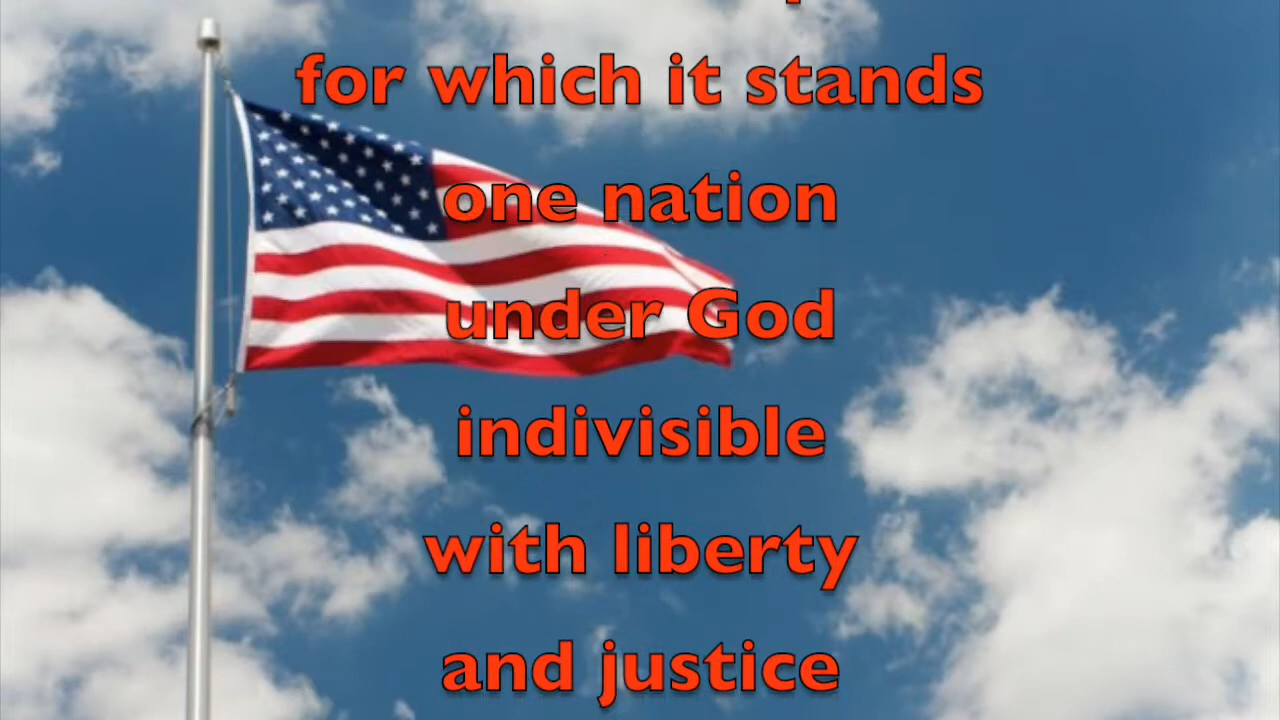 for which it stands
one nation
under God
indivisible
with liberty
and justice